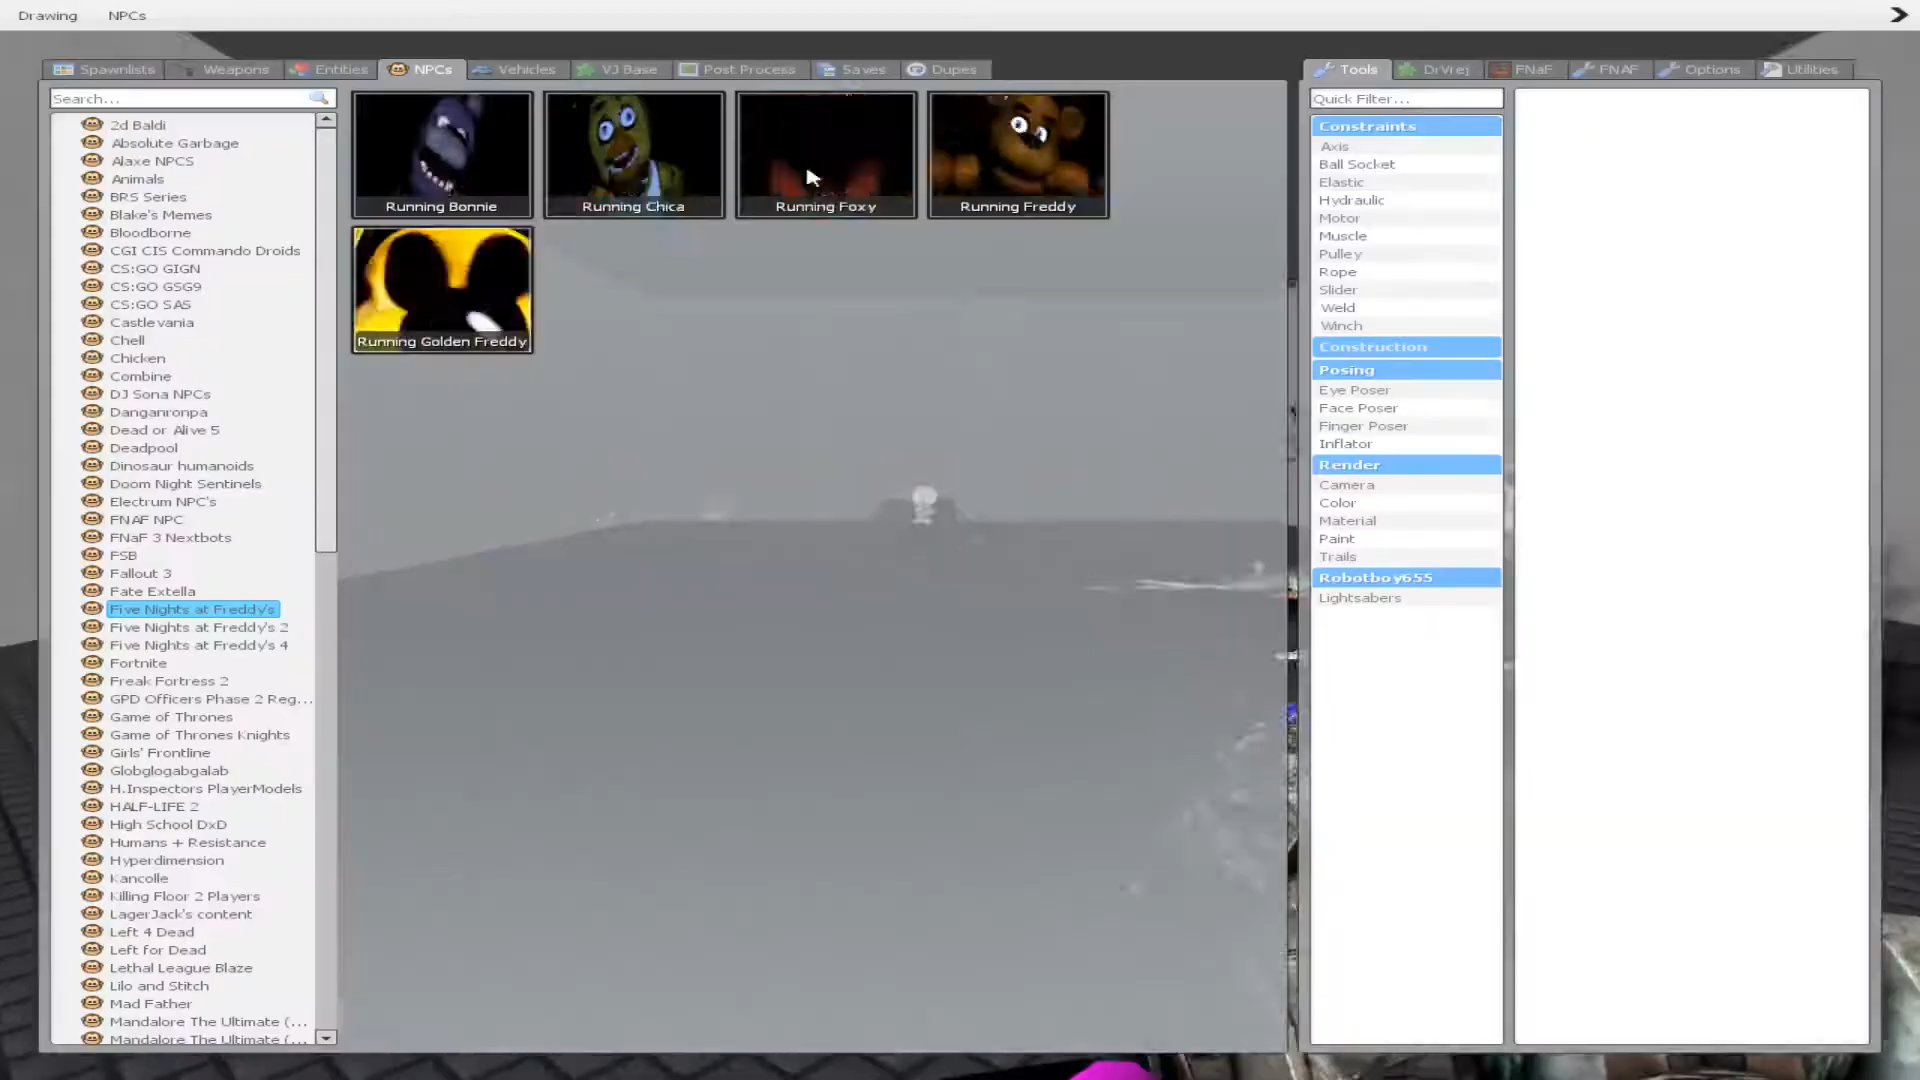 Drawing NPCs
Spawnlists Weapons Entities NPCs Vehicles VJ Base Post Process Saves Dupes
Tools DrVrej FNaF FNAF Options Utilities
Search...
2d Baldi
Absolute Garbage
Alaxe NPCS
Animals
BRS Series
Blake's Memes
Bloodborne
CGI CIS Commando Droids
CS:GO GIGN
CS:GO GSG9
CS:GO SAS
Castlevania
Chell
Chicken
Combine
DJ Sona NPCs
Danganronpa
Dead or Alive 5
Deadpool
Dinosaur humanoids
Doom Night Sentinels
Electrum NPC's
FNAF NPC
FNaF 3 Nextbots
FSB
Fallout 3
Fate Extella
Five Nights at Freddy's
Five Nights at Freddy's 2
Five Nights at Freddy's 4
Fortnite
Freak Fortress 2
GPD Officers Phase 2 Reg...
Game of Thrones
Game of Thrones Knights
Girls' Frontline
Globglogabgalab
H.Inspectors PlayerModels
HALF-LIFE 2
High School DxD
Humans + Resistance
Hyperdimension
Kancolle
Killing Floor 2 Players
LagerJack's content
Left 4 Dead
Left for Dead
Lethal League Blaze
Lilo and Stitch
Mad Father
Mandalore The Ultimate (...
Mandalore The Ultimate (...
Running Bonnie
Running Chica
Running Foxy
Running Freddy
Running Golden Freddy
Quick Filter...
Constraints
Axis
Ball Socket
Elastic
Hydraulic
Motor
Muscle
Pulley
Rope
Slider
Weld
Winch
Construction
Posing
Eye Poser
Face Poser
Finger Poser
Inflator
Render
Camera
Color
Material
Paint
Trails
Robotboy655
Lightsabers